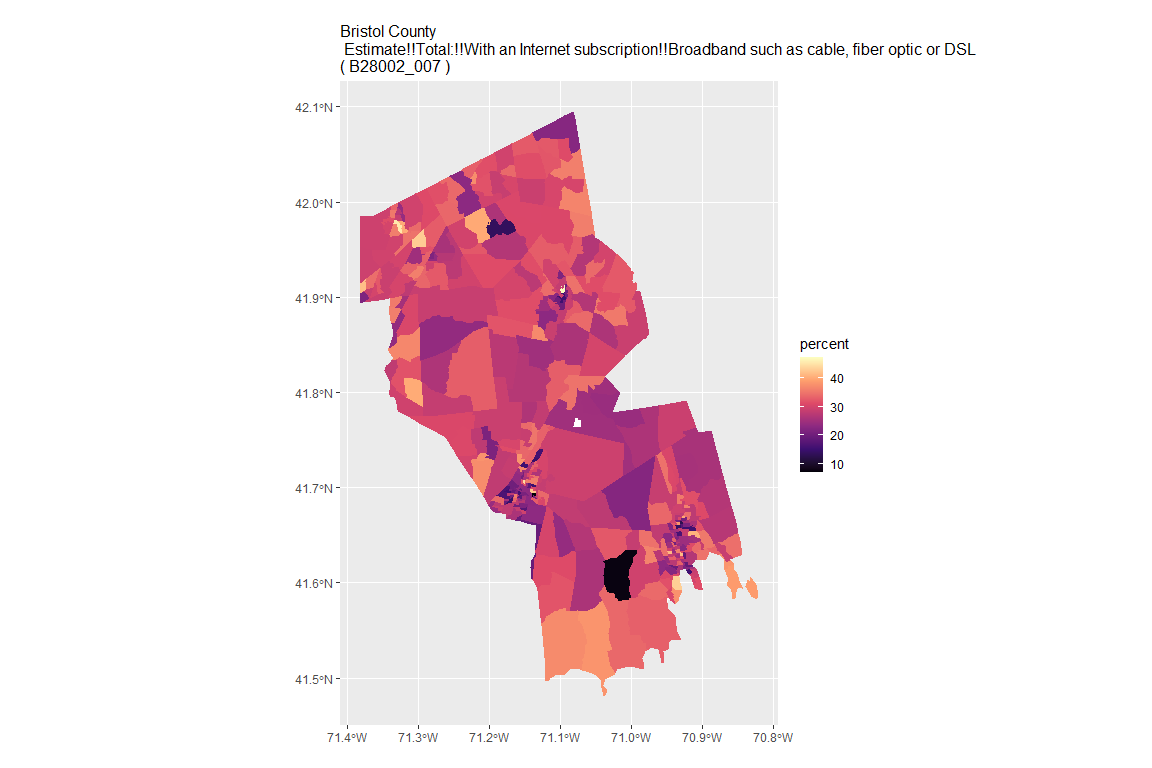 Bristol County
Estimate!!Total:!!With an Internet subscription!!Broadband such as cable, fiber optic or DSL
( B28002_007 )
42.1°N
42.0°N
41.9°N
41.8°N
41.7°N
41.6°N
41.5°N
71.4°W 71.3°W 71.2°W 71.1°W 71.0°W 70.9°W 70.8°W
percent
40
30
20
10